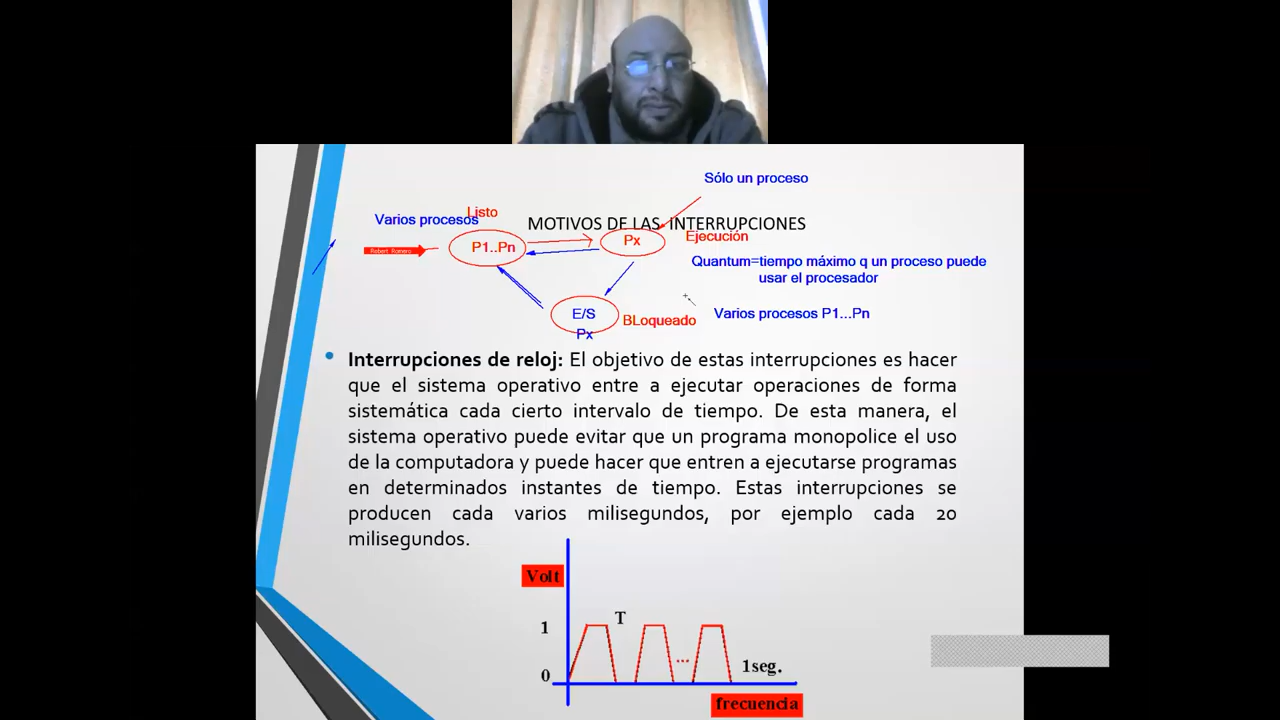 Sólo un proceso
Listo
Varios procesos
MOTIVOS DE LAS INTERRUPCIONES
Px
Ejecución
P1..Pn
Robert Romero
Quantum=tiempo máximo q un proceso puede
usar el procesador
E/S
BLoqueado
Varios procesos P1...Pn
Px
• Interrupciones de reloj: El objetivo de estas interrupciones es hacer
que el sistema operativo entre a ejecutar operaciones de forma
sistemática cada cierto intervalo de tiempo. De esta manera, el
sistema operativo puede evitar que un programa monopolice el uso
de la computadora y puede hacer que entren a ejecutarse programas
en determinados instantes de tiempo. Estas interrupciones se
producen cada varios milisegundos, por ejemplo cada 20
milisegundos.
Volt
T
1
...
1seg.
0
frecuencia